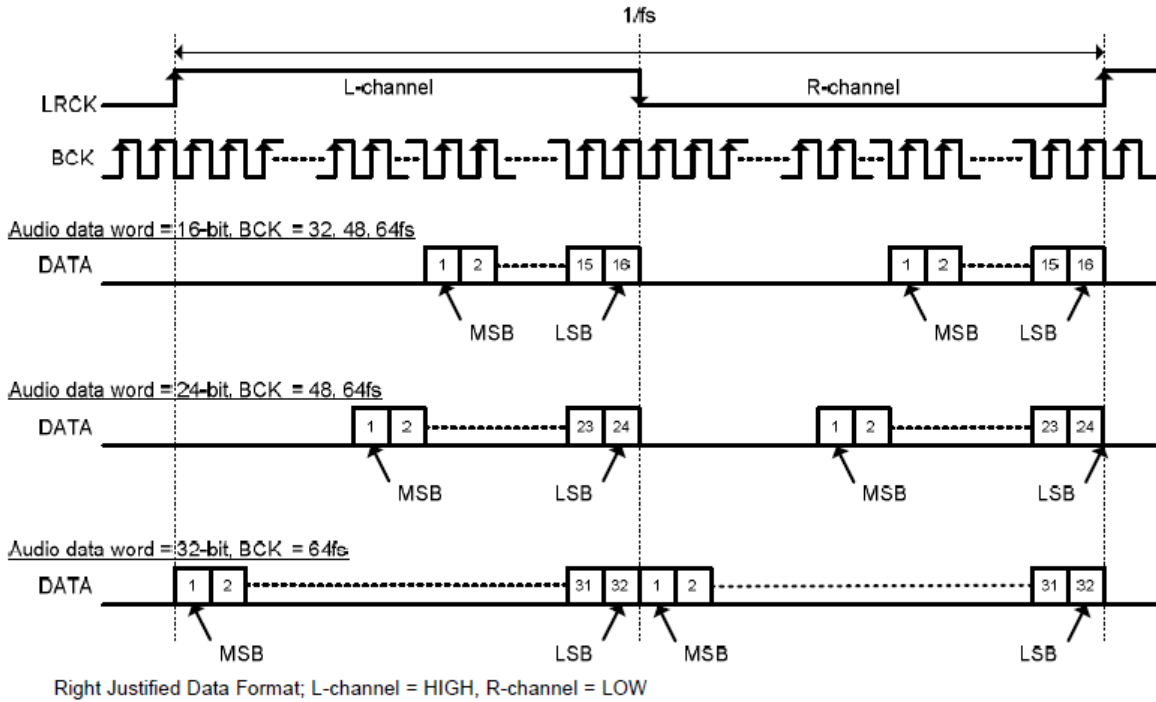 1/fs
L-channel
R-channel
LRCK
BCK
Audio data word = 16-bit, BCK = 32, 48, 64fs
DATA
1 2 15 16 1 2 15 16
MSB LSB MSB LSB
Audio data word = 24-bit, BCK = 48, 64fs
DATA
1 2 23 24 1 2 23 24
MSB LSB MSB LSB
Audio data word = 32-bit, BCK = 64fs
DATA
1 2 31 32 1 2 31 32
MSB LSB MSB LSB
Right Justified Data Format; L-channel = HIGH, R-channel = LOW